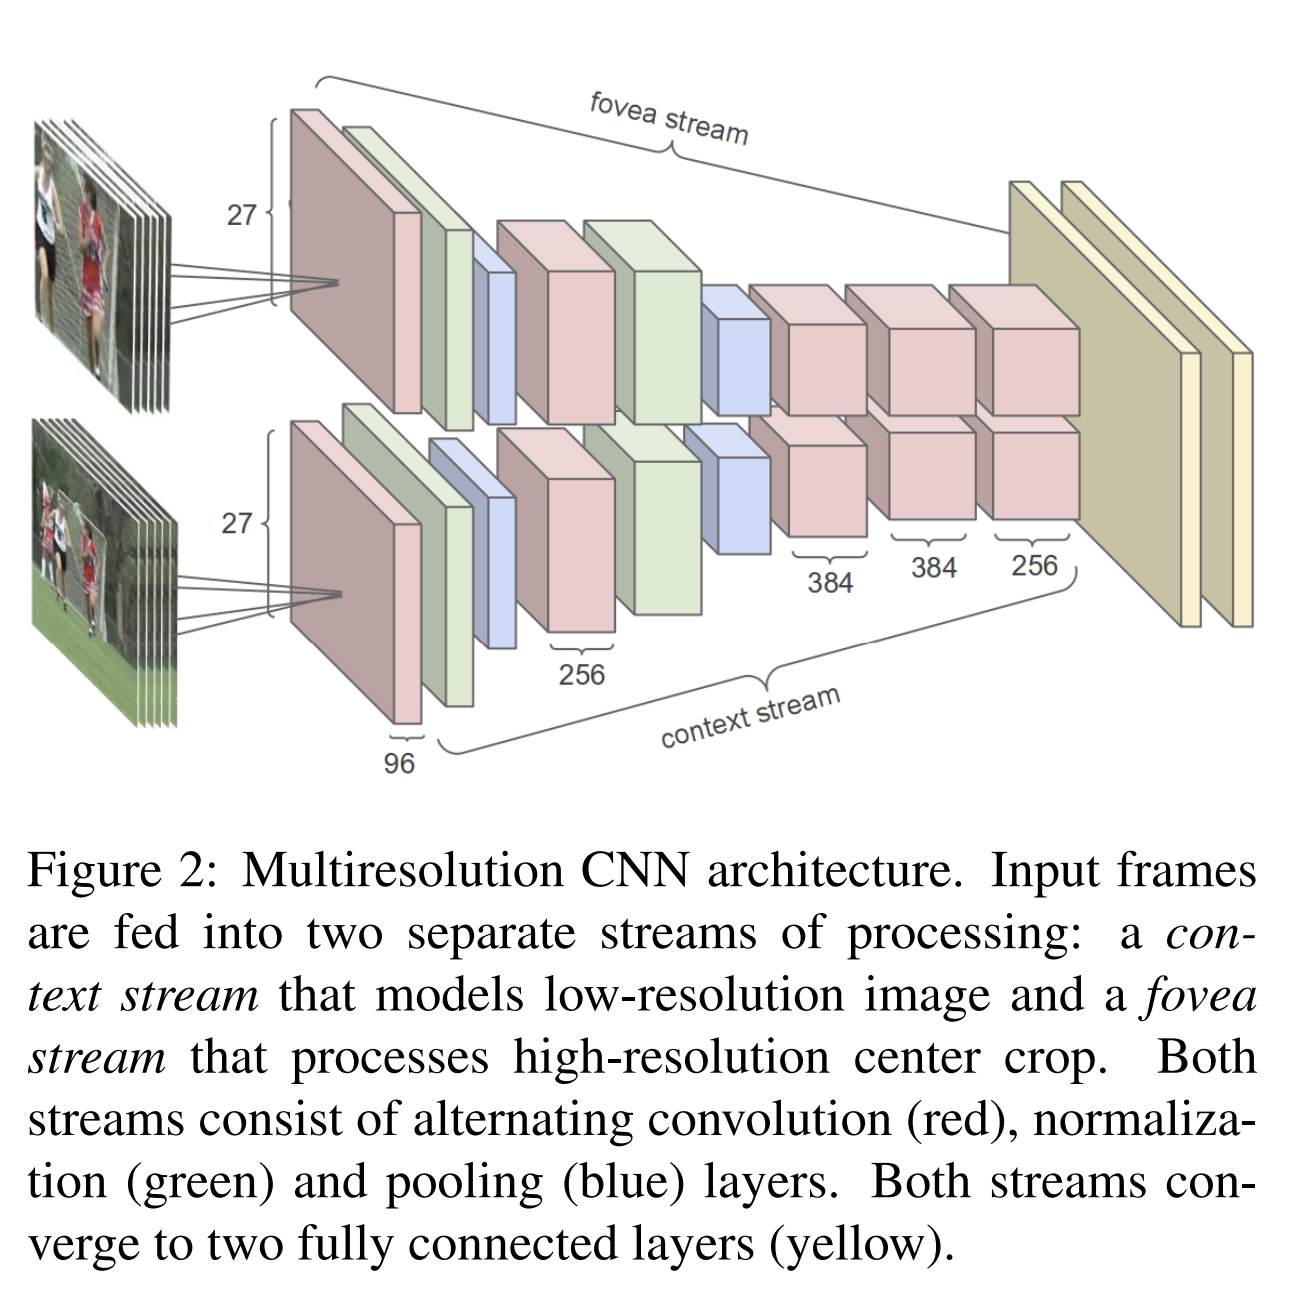 fovea stream
27
27
384
384
256
256
context stream
96
Figure 2: Multiresolution CNN architecture. Input frames
are fed into two separate streams of processing: a con-
text stream that models low-resolution image and a fovea
stream that processes high-resolution center crop. Both
streams consist of alternating convolution (red), normaliza-
tion (green) and pooling (blue) layers. Both streams con-
verge to two fully connected layers (yellow).